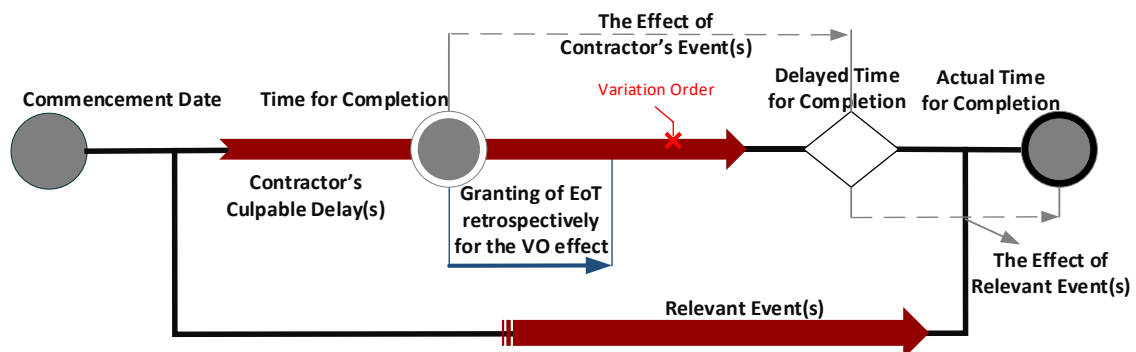 The Effect of
Contractor's Event(s)
Commencement Date
Time for Completion
Variation Order
Delayed Time
for Completion
Actual Time
for Completion
Contractor's
Culpable Delay(s)
Granting of EoT
retrospectively
for the VO effect
The Effect of
Relevant Event(s)
Relevant Event(s)